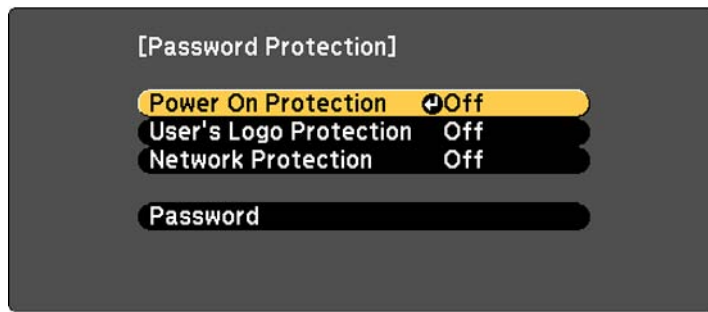 [Password Protection]
Power On Protection Off
User's Logo Protection Off
Network Protection Off
Password